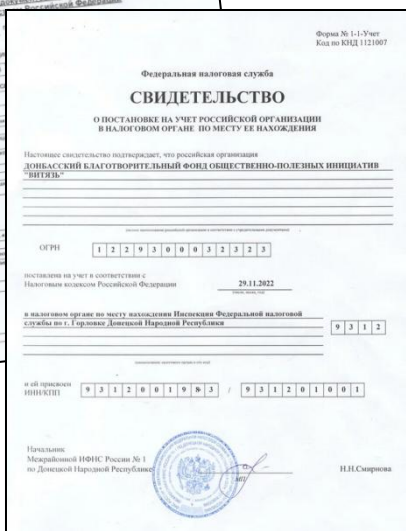 Российской Федерации
Форма № 1-1-Учет
Код по КНД 1121007
Федеральная налоговая служба
СВИДЕТЕЛЬСТВО
О ПОСТАНОВКЕ НА УЧЕТ РОССИЙСКОЙ ОРГАНИЗАЦИИ
В НАЛОГОВОМ ОРГАНЕ ПО МЕСТУ ЕЕ НАХОЖДЕНИЯ
Настоящее свидетельство подтверждает, что российская организация
ДОНБАССКИЙ БЛАГОТВОРИТЕЛЬНЫЙ ФОНД ОБЩЕСТВЕННО-ПОЛЕЗНЫХ ИНИЦИАТИВ
"ВИТЯЗЬ"
ОГРН 1 2 2 9 3 0 0 0 3 2 3 2 3
поставлена на учет в соответствии с
Налоговым кодексом Российской Федерации 29.11.2022
в налоговом органе по месту нахождения Инспекции Федеральной налоговой
службы по г. Горловке Донецкой Народной Республики 9 3 1 2
и ей присвоен
ИНН/КПП 9 3 1 2 0 0 1 9 8 3 / 9 3 1 2 0 1 0 0 1
Начальник
Межрайонной ИФНС России № 1
по Донецкой Народной Республике
МП
Н.Н.Смирнова